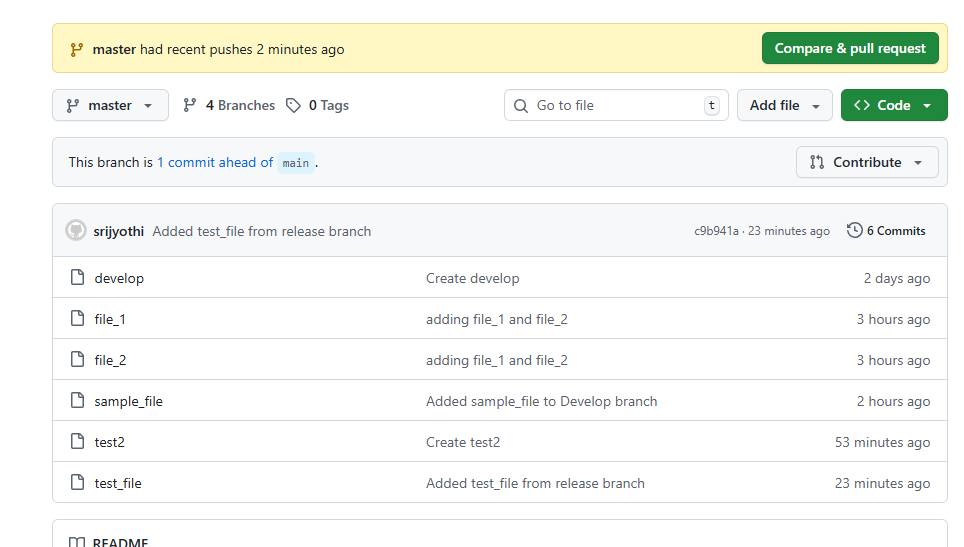 master had recent pushes 2 minutes ago Compare & pull request
master 4 Branches 0 Tags Go to file t Add file Code
This branch is 1 commit ahead of main . Contribute
srijyothi Added test_file from release branch c9b941a · 23 minutes ago 6 Commits
develop Create develop 2 days ago
file_1 adding file_1 and file_2 3 hours ago
file_2 adding file_1 and file_2 3 hours ago
sample_file Added sample_file to Develop branch 2 hours ago
test2 Create test2 53 minutes ago
test_file Added test_file from release branch 23 minutes ago
README